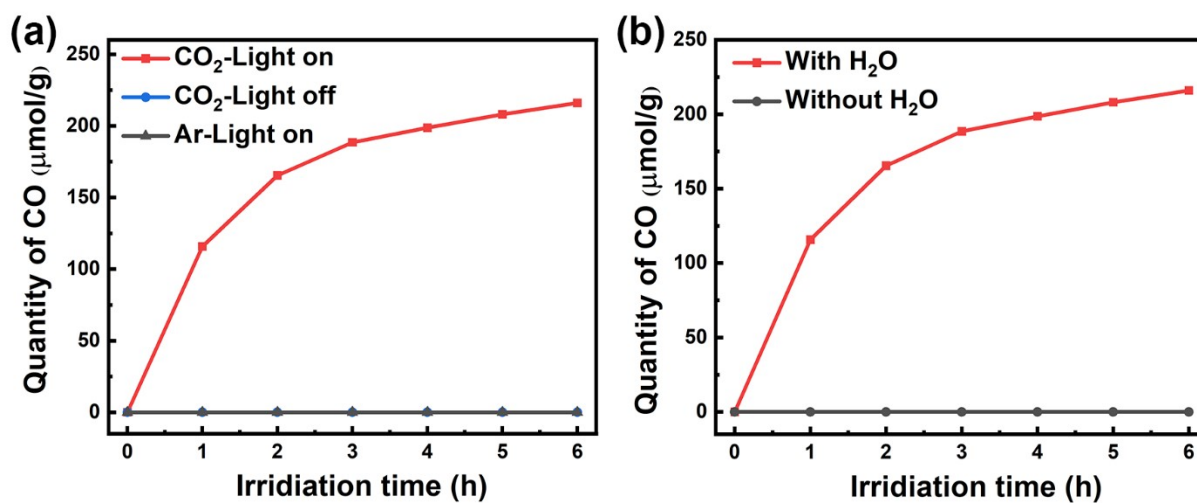 (a)
250
200
150
100
50
0
Quantity of CO (μmol/g)
CO₂-Light on
CO₂-Light off
Ar-Light on
0 1 2 3 4 5 6
Irridiation time (h)
(b)
250
200
150
100
50
0
Quantity of CO (μmol/g)
With H₂O
Without H₂O
0 1 2 3 4 5 6
Irridiation time (h)